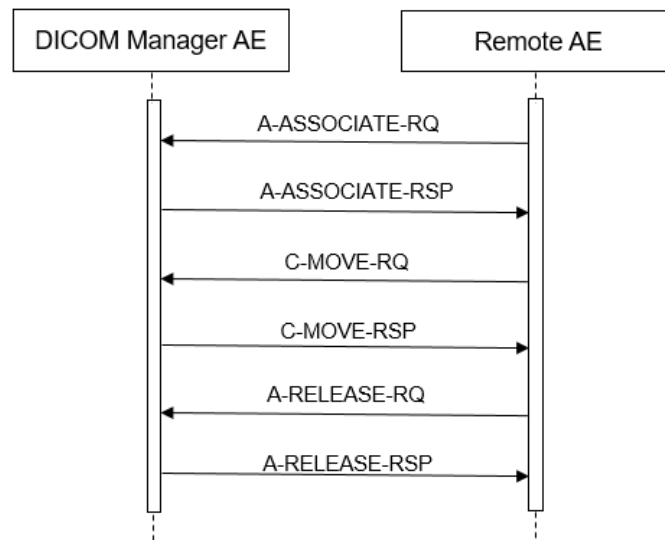 DICOM Manager AE
Remote AE
A-ASSOCIATE-RQ
A-ASSOCIATE-RSP
C-MOVE-RQ
C-MOVE-RSP
A-RELEASE-RQ
A-RELEASE-RSP